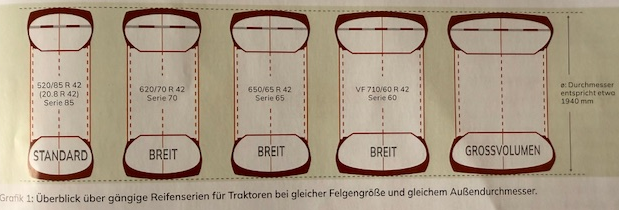 520/85 R 42
(20.8 R 42)
Serie 85
620/70 R 42
Serie 70
650/65 R 42
Serie 65
VF 710/60 R 42
Serie 60
ø: Durchmesser
entspricht etwa
1940 mm
STANDARD
BREIT
BREIT
BREIT
GROSSVOLUMEN
Grafik 1: Überblick über gängige Reifenserien für Traktoren bei gleicher Felgengröße und gleichem Außendurchmesser.